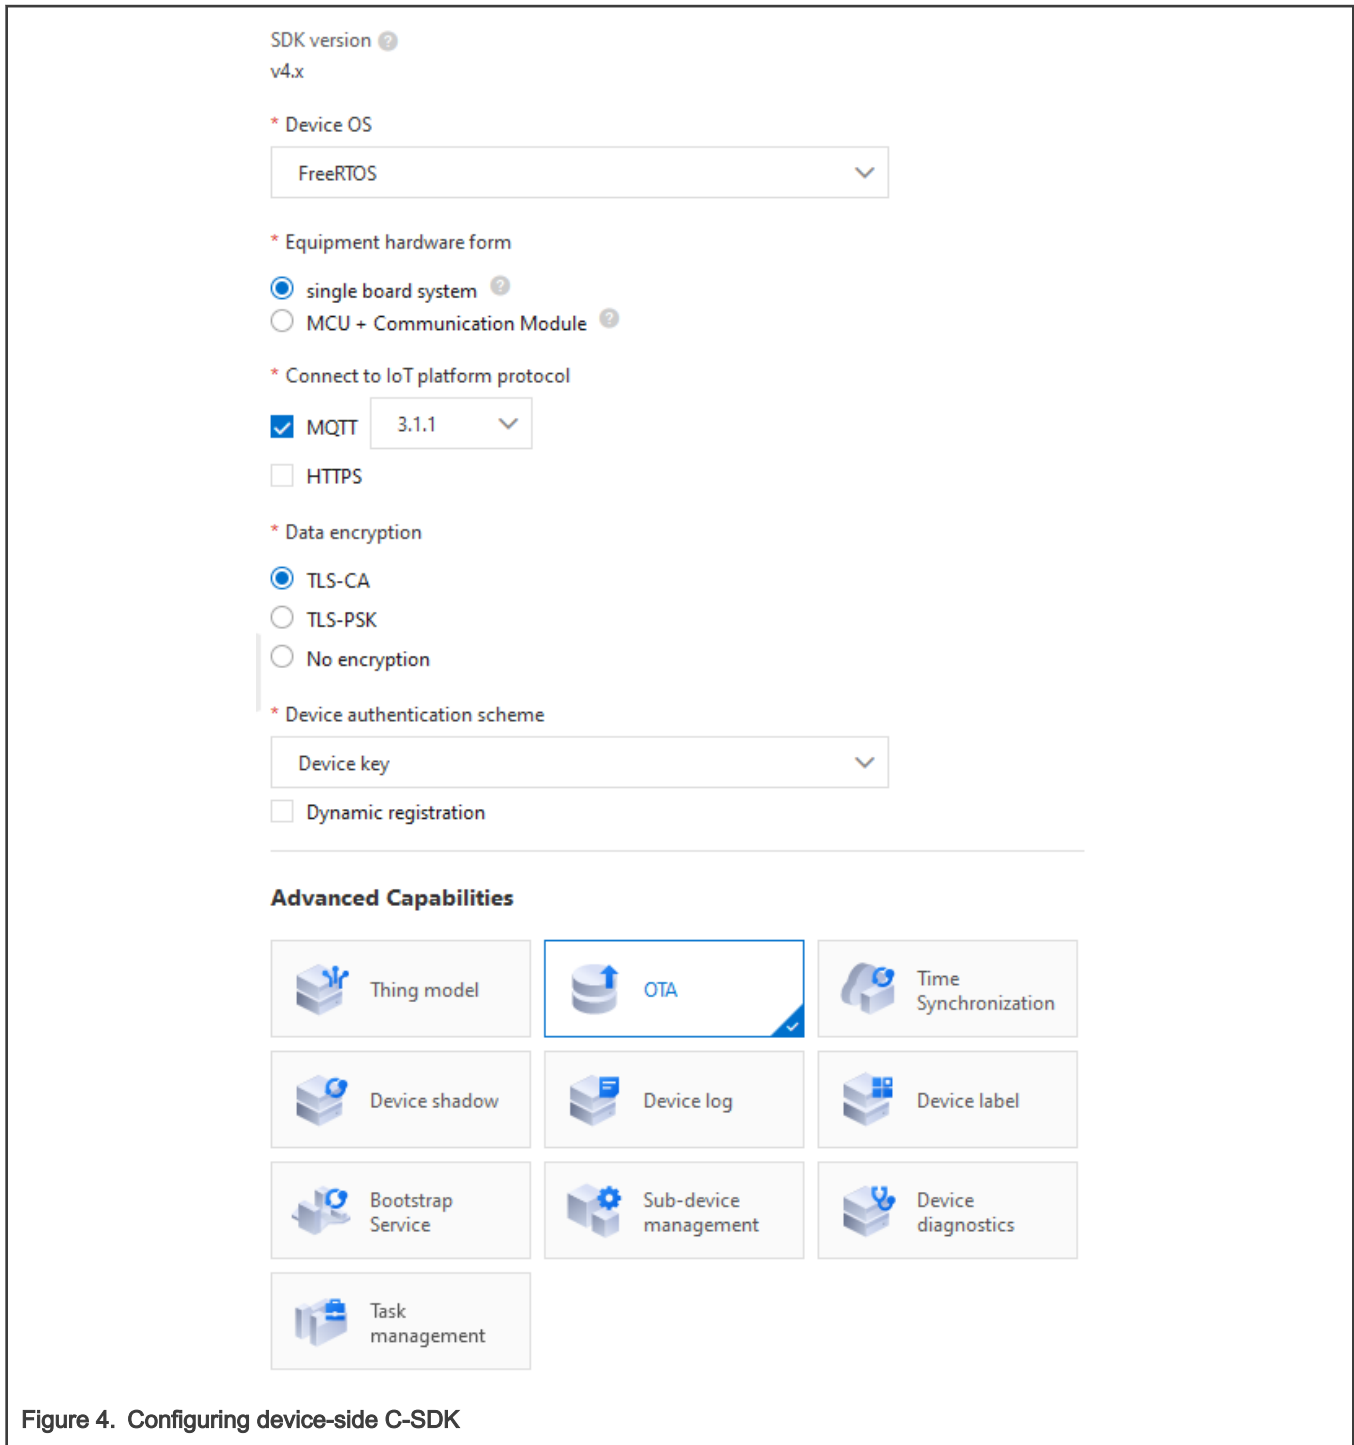 SDK version
v4.x
* Device OS
FreeRTOS
* Equipment hardware form
single board system
MCU + Communication Module
* Connect to IoT platform protocol
MQTT 3.1.1
HTTPS
* Data encryption
TLS-CA
TLS-PSK
No encryption
* Device authentication scheme
Device key
Dynamic registration
Advanced Capabilities
Thing model
OTA
Time
Synchronization
Device shadow
Device log
Device label
Bootstrap
Service
Sub-device
management
Device
diagnostics
Task
management
Figure 4. Configuring device-side C-SDK